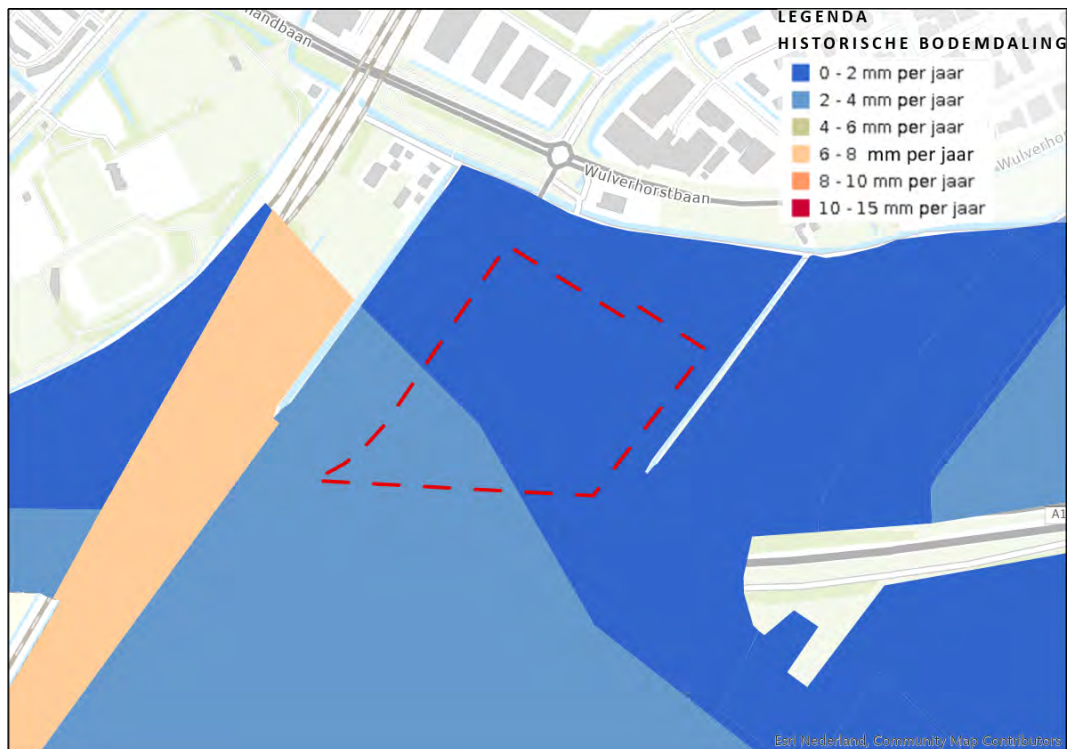 LEGENDA
HISTORISCHE BODEMDALING
0 - 2 mm per jaar
2 - 4 mm per jaar
4 - 6 mm per jaar
6 - 8 mm per jaar
8 - 10 mm per jaar
10 - 15 mm per jaar
andbaan
Wulverhorstbaan
Wulverho
A1
Esri Nederland, Community Map Contributors